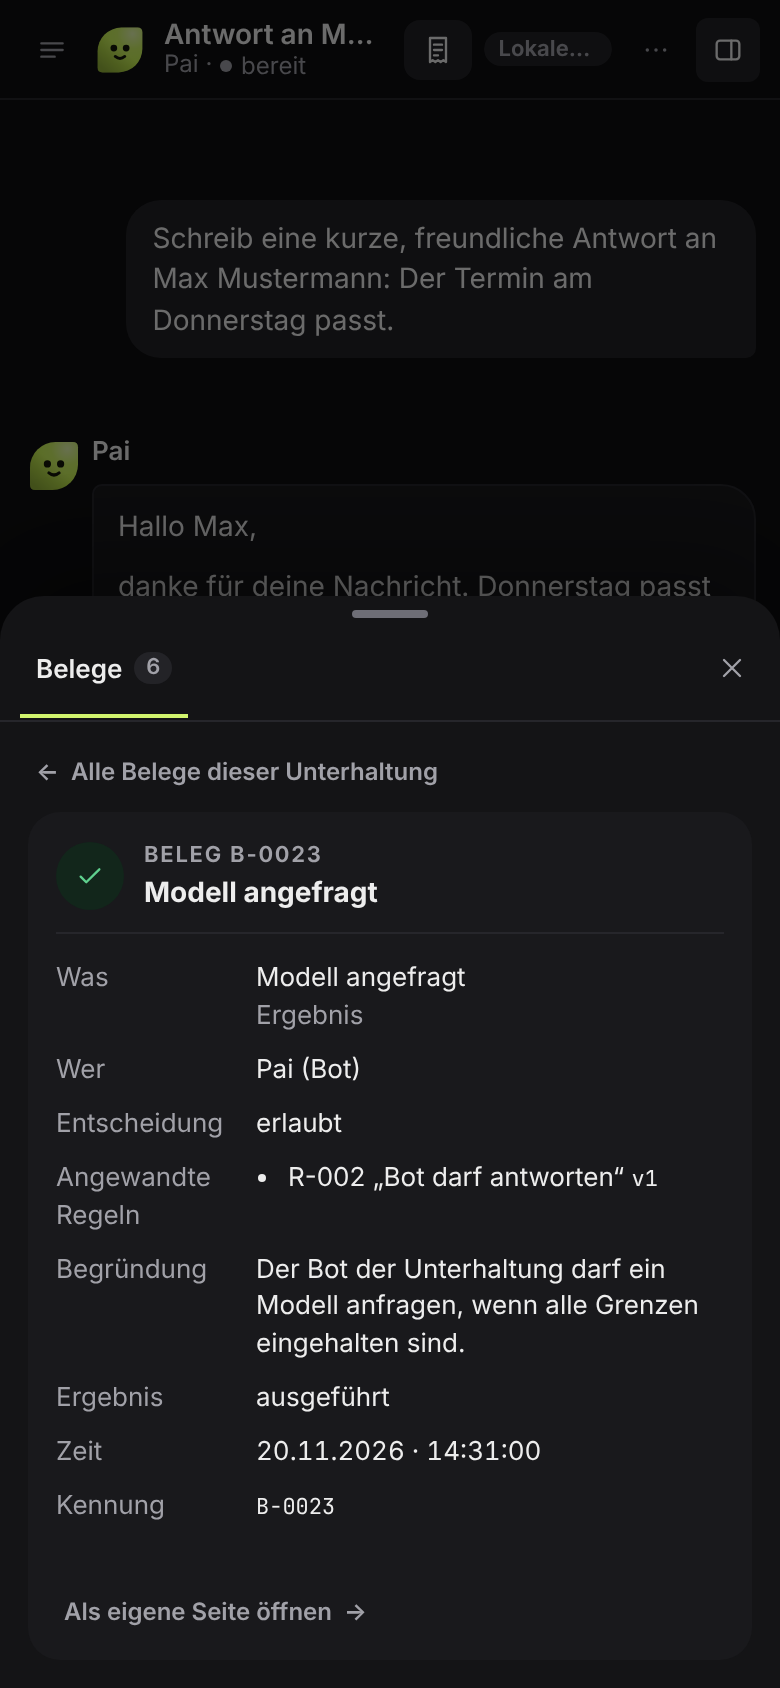 Antwort an M...
Pai · bereit
Lokale...
Schreib eine kurze, freundliche Antwort an
Max Mustermann: Der Termin am
Donnerstag passt.
Pai
Hallo Max,
danke für deine Nachricht. Donnerstag passt
Belege 6
← Alle Belege dieser Unterhaltung
BELEG B-0023
Modell angefragt
Was Modell angefragt
Ergebnis
Wer Pai (Bot)
Entscheidung erlaubt
Angewandte Regeln • R-002 „Bot darf antworten“ v1
Begründung Der Bot der Unterhaltung darf ein
Modell anfragen, wenn alle Grenzen
eingehalten sind.
Ergebnis ausgeführt
Zeit 20.11.2026 · 14:31:00
Kennung B-0023
Als eigene Seite öffnen →